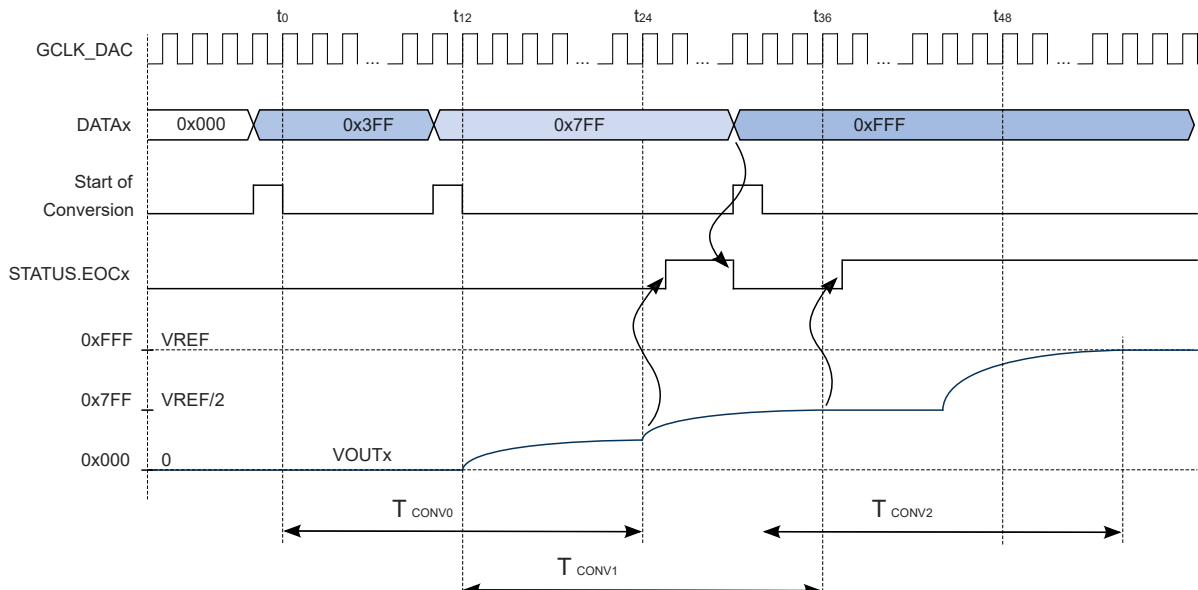 t0 t12 t24 t36 t48
GCLK_DAC ... ... ... ... ...
DATAx 0x000 0x3FF 0x7FF 0xFFF
Start of
Conversion
STATUS.EOCx
0xFFF VREF
0x7FF VREF/2
0x000 0 VOUTx
T CONV0 T CONV2
T CONV1